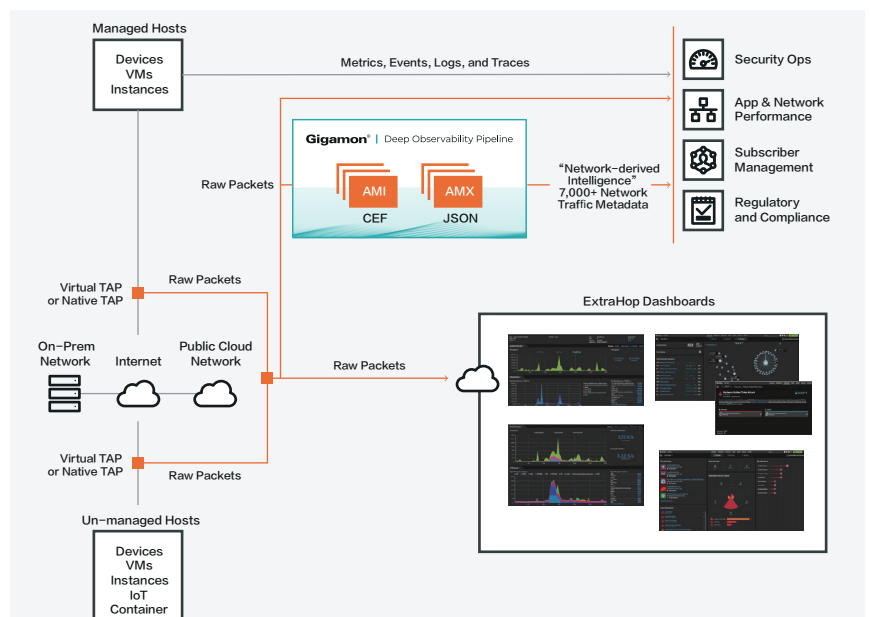 Managed Hosts
Devices
VMs
Instances
Metrics, Events, Logs, and Traces
Security Ops
App & Network
Performance
Subscriber
Management
Regulatory
and Compliance
Gigamon® | Deep Observability Pipeline
AMI
CEF
AMX
JSON
Raw Packets
“Network-derived
Intelligence”
7,000+ Network
Traffic Metadata
Virtual TAP
or Native TAP
Raw Packets
On-Prem
Network
Internet
Public Cloud
Network
Raw Packets
ExtraHop Dashboards
Virtual TAP
or Native TAP
Raw Packets
Un-managed Hosts
Devices
VMs
Instances
IoT
Container